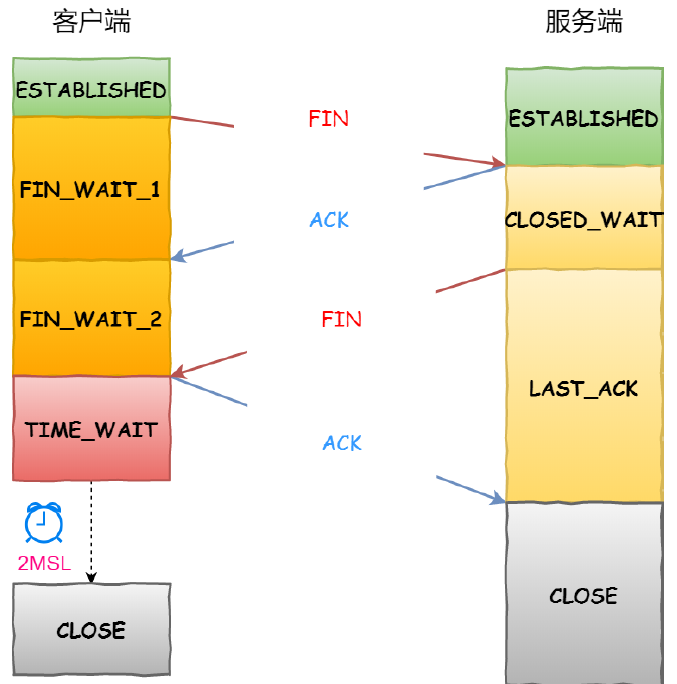 客户端
服务端
ESTABLISHED
ESTABLISHED
FIN
FIN_WAIT_1
CLOSED_WAIT
ACK
FIN_WAIT_2
FIN
LAST_ACK
TIME_WAIT
ACK
2MSL
CLOSE
CLOSE